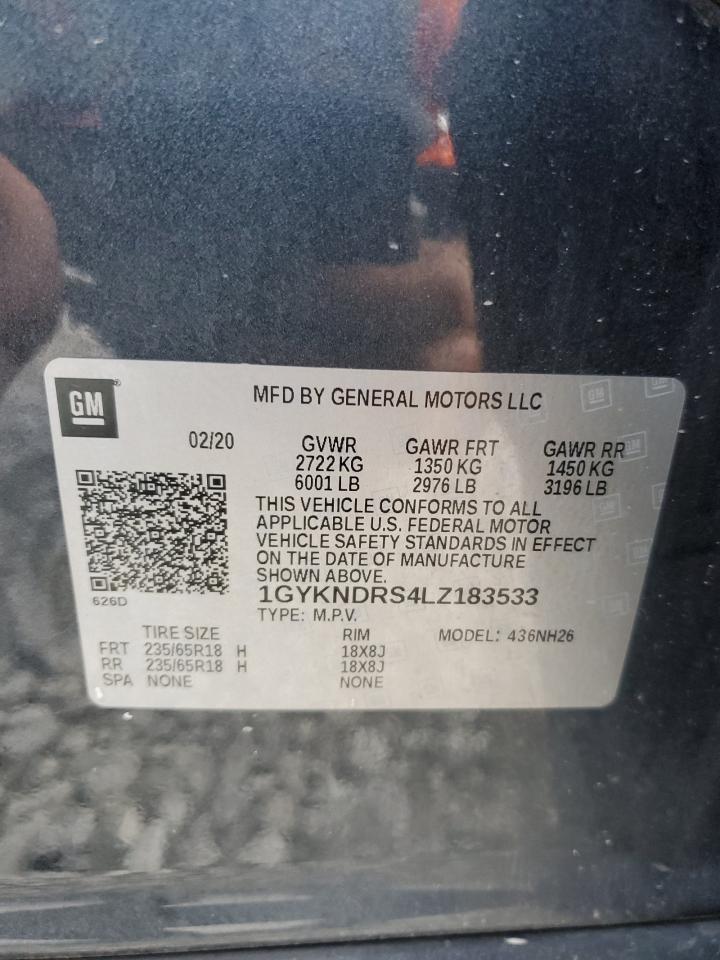 GM
MFD BY GENERAL MOTORS LLC
02/20 GVWR GAWR FRT GAWR RR
2722 KG 1350 KG 1450 KG
6001 LB 2976 LB 3196 LB
THIS VEHICLE CONFORMS TO ALL
APPLICABLE U.S. FEDERAL MOTOR
VEHICLE SAFETY STANDARDS IN EFFECT
ON THE DATE OF MANUFACTURE
SHOWN ABOVE.
626D 1GYKNDRS4LZ183533
TYPE: M.P.V.
TIRE SIZE RIM MODEL: 436NH26
FRT 235/65R18 H 18X8J
RR 235/65R18 H 18X8J
SPA NONE NONE